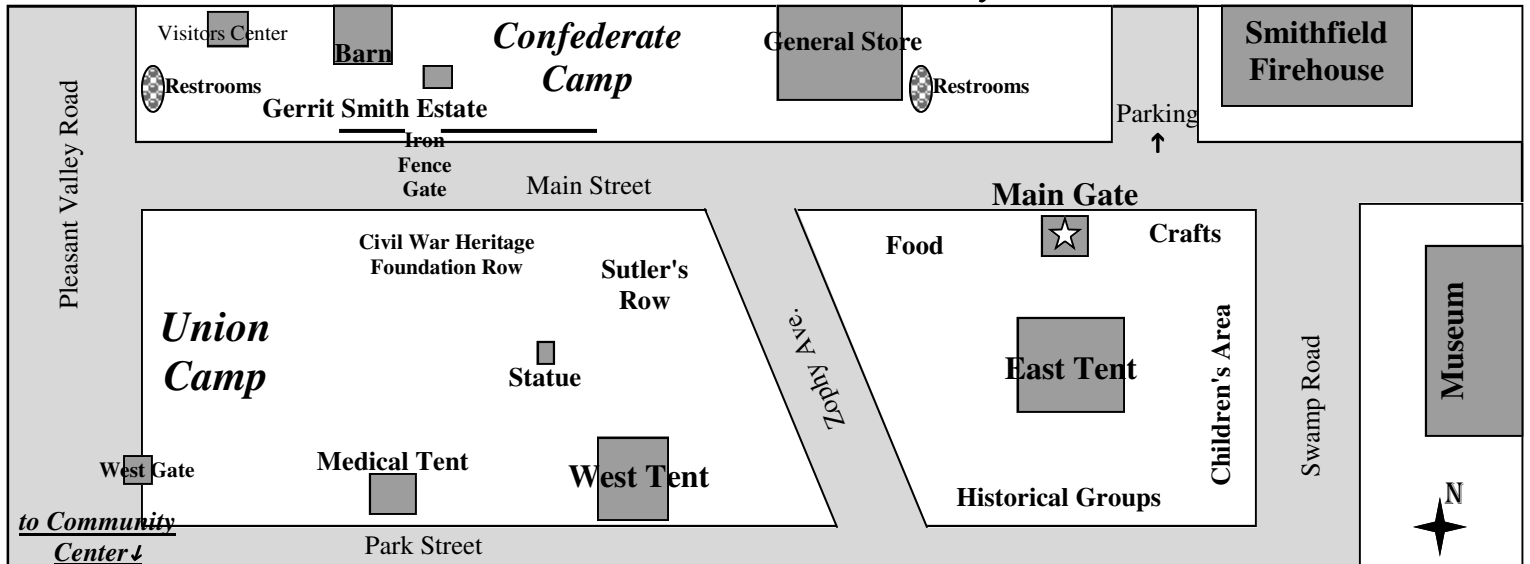 Visitors Center
Barn
Confederate
Camp
General Store
Smithfield
Firehouse
Restrooms
Restrooms
Gerrit Smith Estate
Parking
↑
Iron
Fence
Gate
Main Street
Pleasant Valley Road
Main Gate
Food
Crafts
Civil War Heritage
Foundation Row
Sutler's
Row
Union
Camp
Statue
Zophy Ave.
East Tent
Children's Area
Swamp Road
Museum
West Gate
Medical Tent
West Tent
Historical Groups
N
to Community
Center↓
Park Street